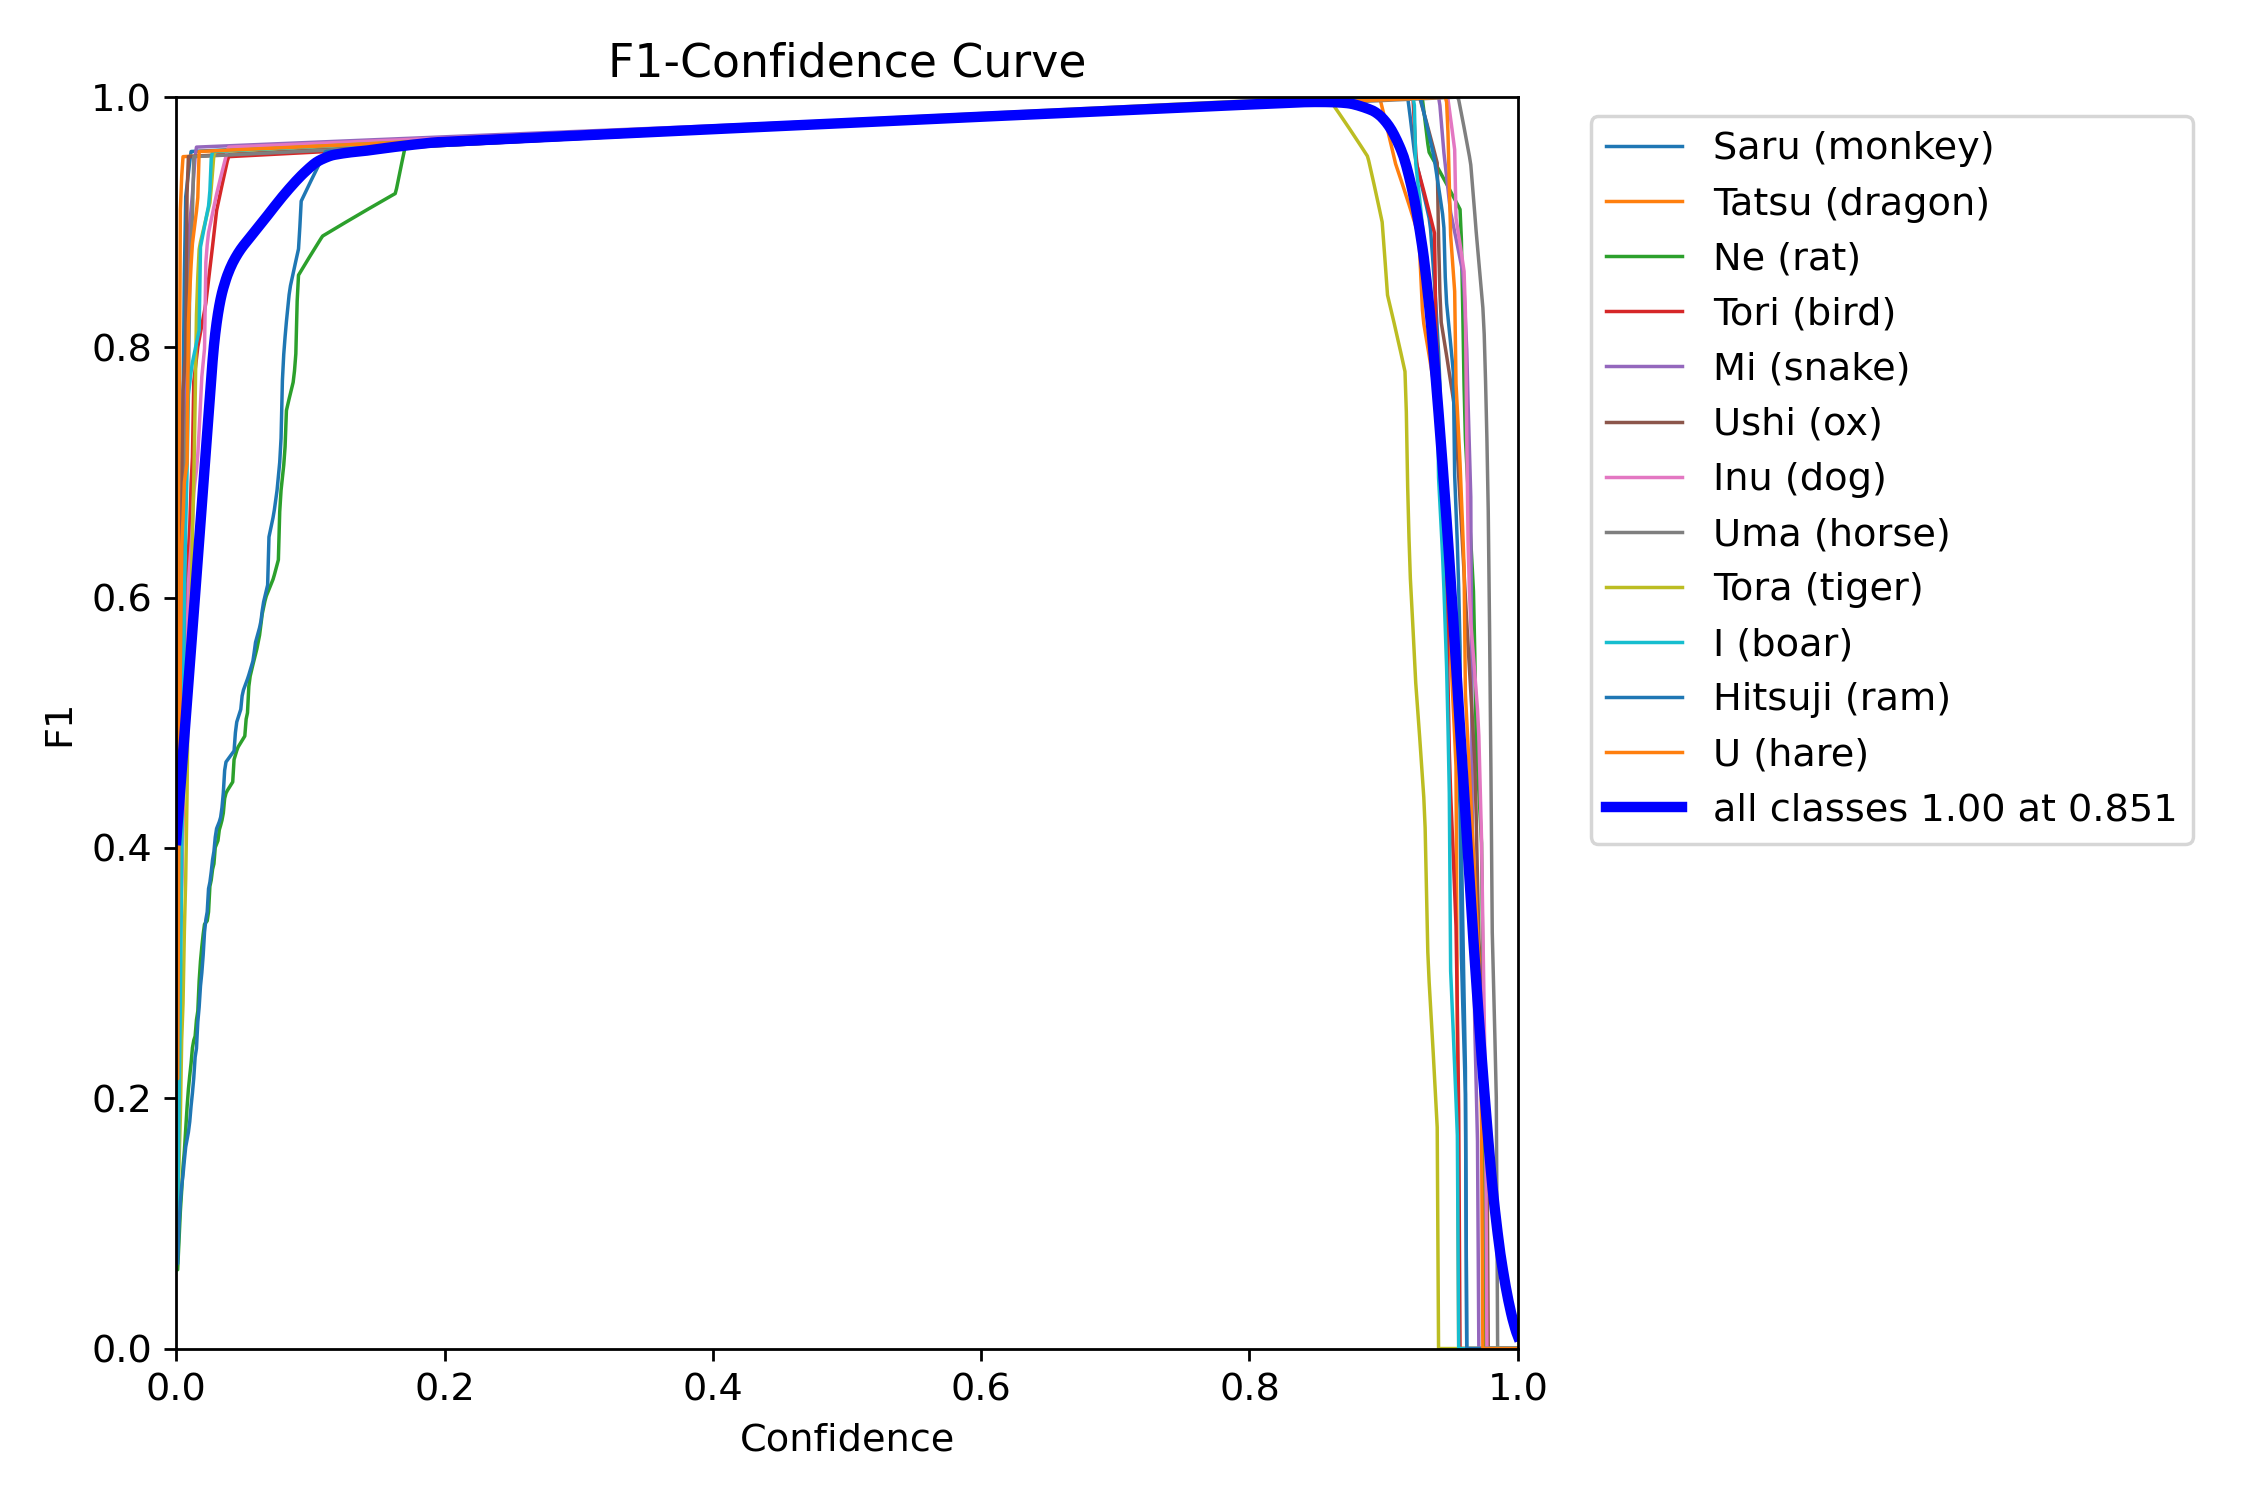 F1-Confidence Curve
1.0
0.8
0.6
0.4
0.2
0.0
F1
0.0 0.2 0.4 0.6 0.8 1.0
Confidence
Saru (monkey)
Tatsu (dragon)
Ne (rat)
Tori (bird)
Mi (snake)
Ushi (ox)
Inu (dog)
Uma (horse)
Tora (tiger)
I (boar)
Hitsuji (ram)
U (hare)
all classes 1.00 at 0.851